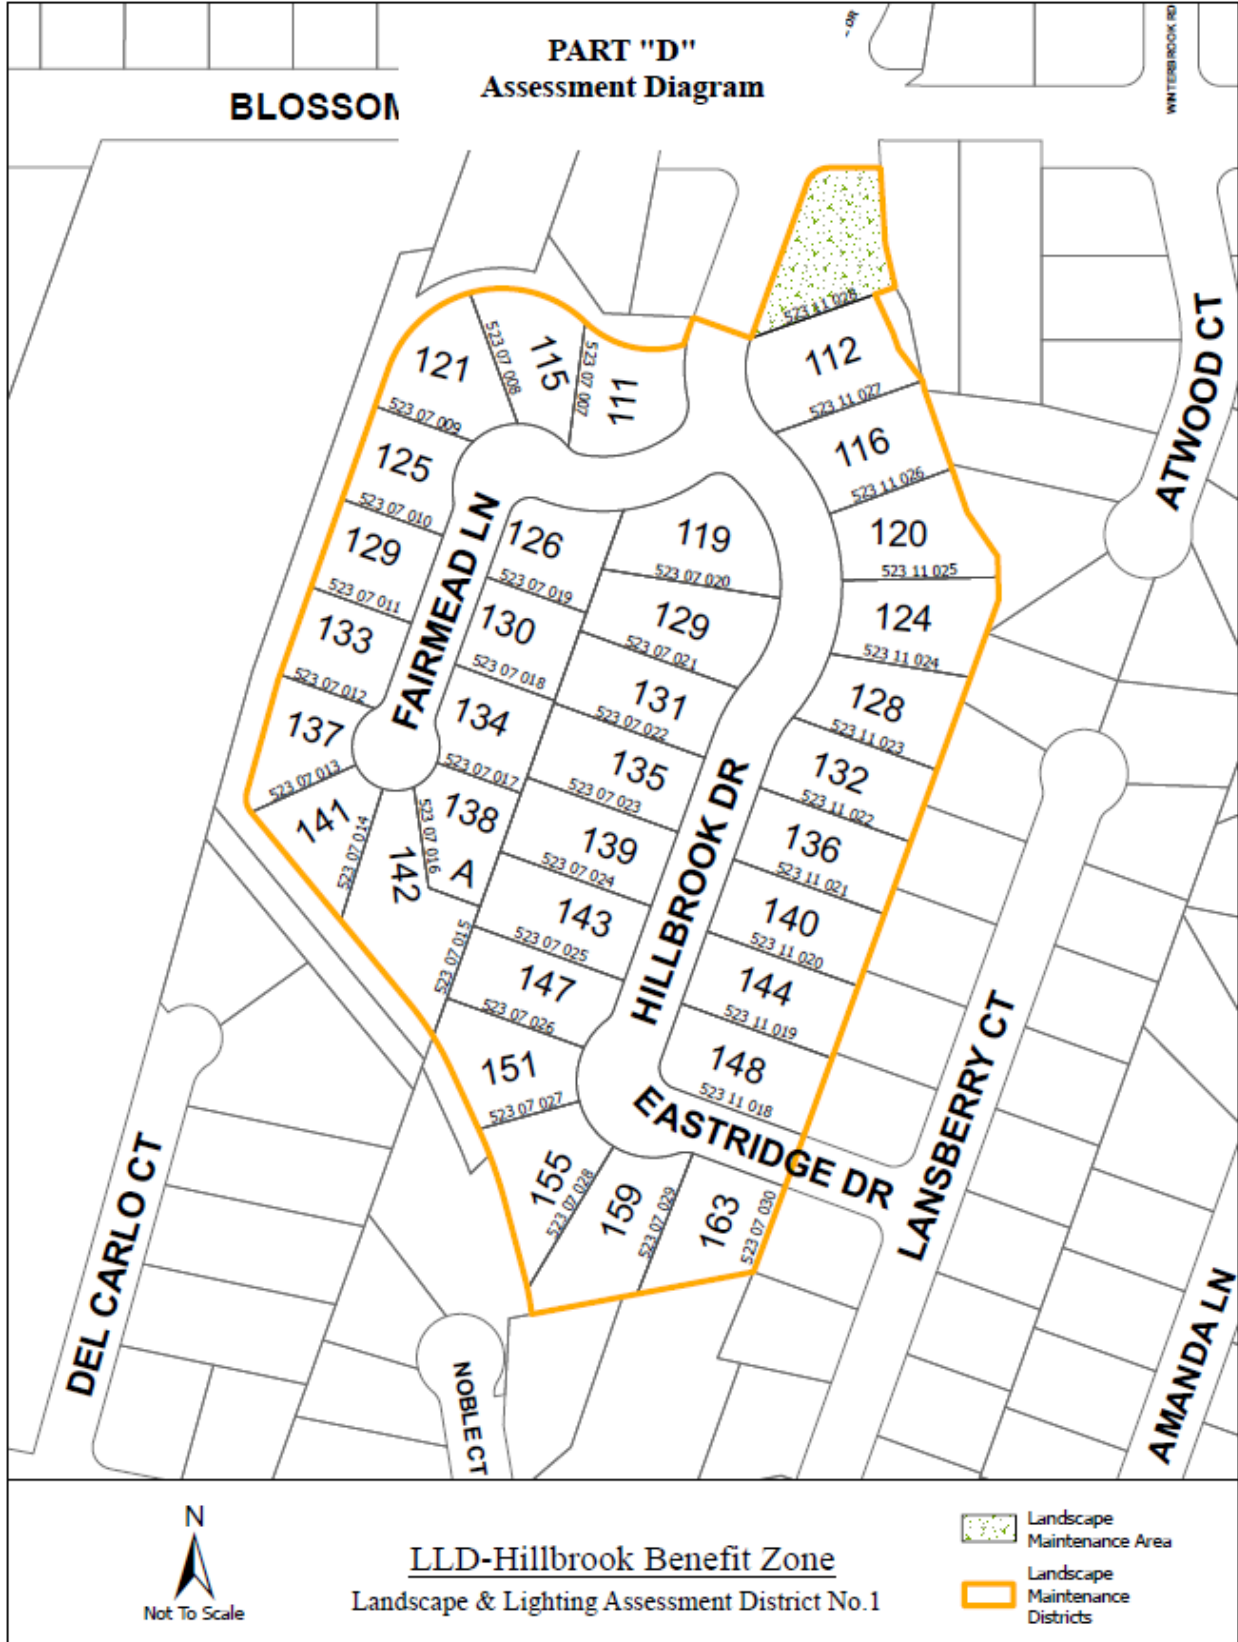 PART "D"
Assessment Diagram
DR
WINTERBROOK RD
BLOSSOM
523 11 028
112
523 11 027
116
523 11 026
120
523 11 025
124
523 11 024
128
523 11 023
132
523 11 022
136
523 11 021
140
523 11 020
144
523 11 019
148
523 11 018
121
523 07 008
115
523 07 007
111
523 07 009
125
523 07 010
129
523 07 011
133
523 07 012
137
523 07 013
141
523 07 014
142
523 07 016
138
A
523 07 015
FAIRMEAD LN
126
523 07 019
130
523 07 018
134
523 07 017
119
523 07 020
129
523 07 021
131
523 07 022
135
523 07 023
139
523 07 024
143
523 07 025
147
523 07 026
151
523 07 027
155
523 07 028
159
523 07 029
163
523 07 030
HILLBROOK DR
EASTRIDGE DR
ATWOOD CT
LANSBERRY CT
AMANDA LN
DEL CARLO CT
NOBLE CT
N
Not To Scale
LLD-Hillbrook Benefit Zone
Landscape & Lighting Assessment District No.1
Landscape
Maintenance Area
Landscape
Maintenance
Districts